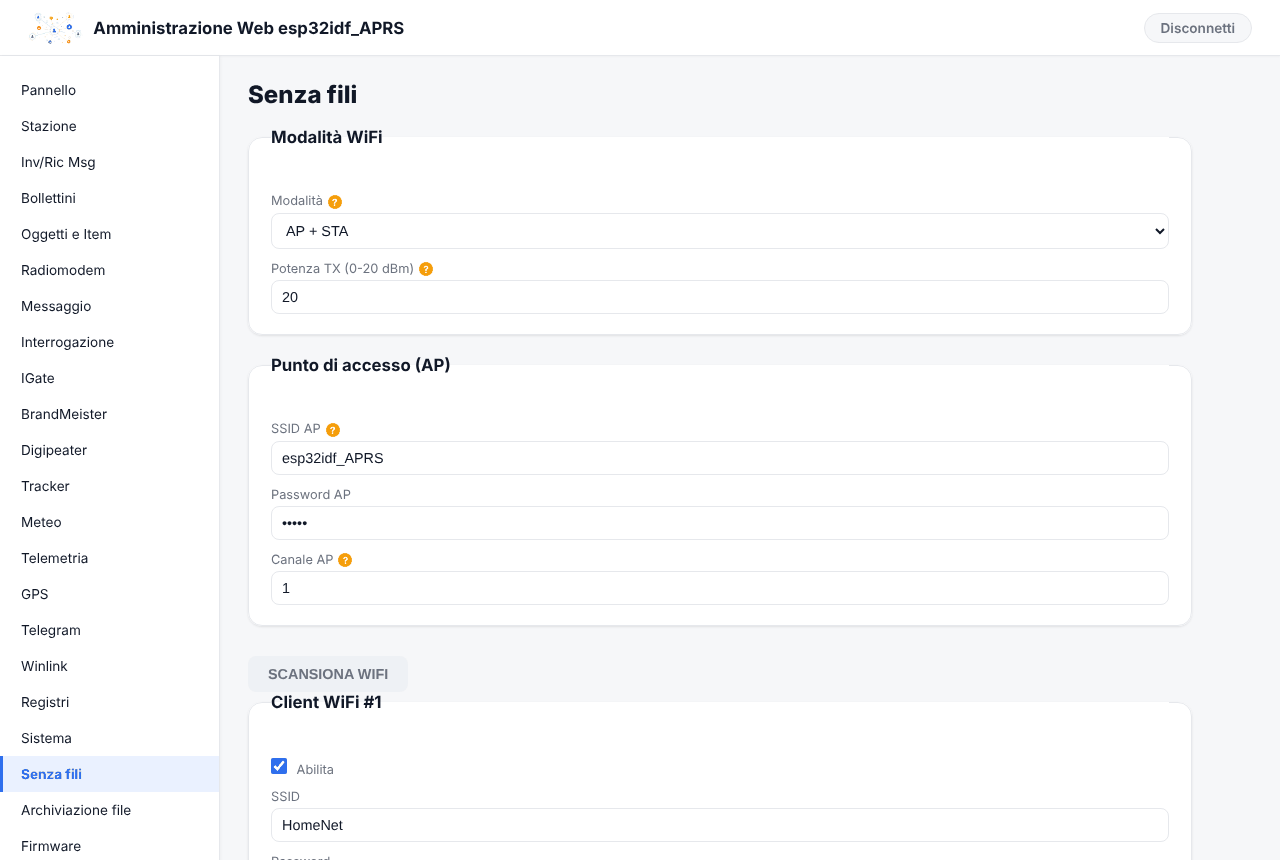 Amministrazione Web esp32idf_APRS
Disconnetti
Pannello
Stazione
Inv/Ric Msg
Bollettini
Oggetti e Item
Radiomodem
Messaggio
Interrogazione
IGate
BrandMeister
Digipeater
Tracker
Meteo
Telemetria
GPS
Telegram
Winlink
Registri
Sistema
Senza fili
Archiviazione file
Firmware
Senza fili
Modalità WiFi
Modalità ?
AP + STA
Potenza TX (0-20 dBm) ?
20
Punto di accesso (AP)
SSID AP ?
esp32idf_APRS
Password AP
•••••
Canale AP ?
1
SCANSIONA WIFI
Client WiFi #1
Abilita
SSID
HomeNet
Password